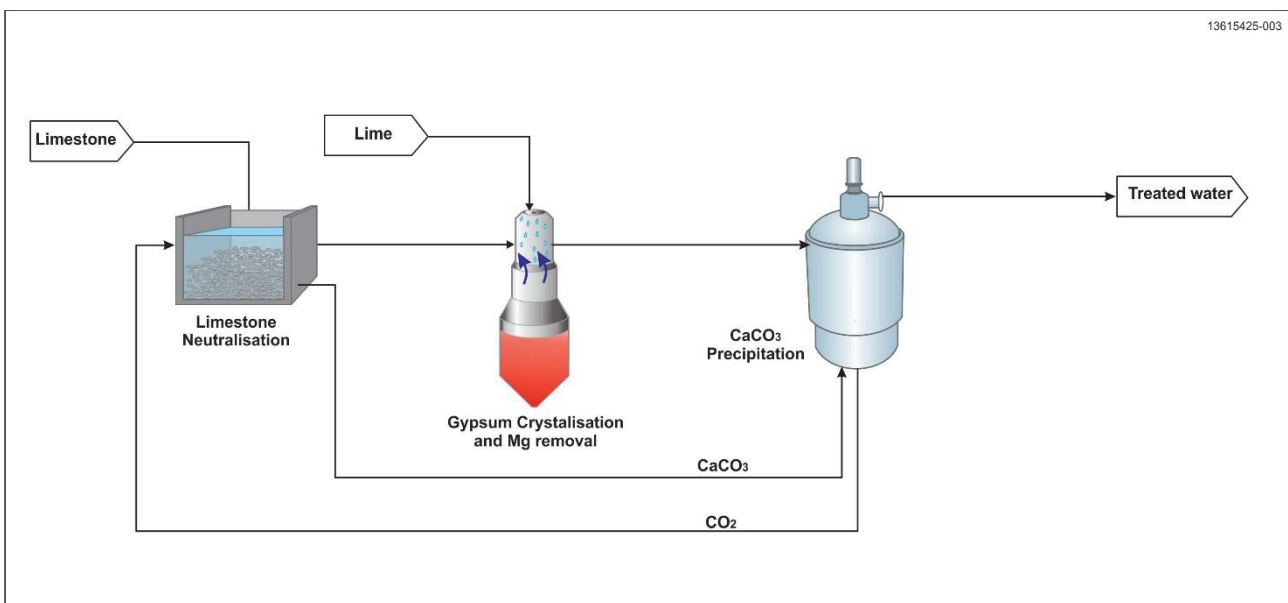 13615425-003
Limestone
Lime
Treated water
Limestone
Neutralisation
CaCO₃
Precipitation
Gypsum Crystalisation
and Mg removal
CaCO₃
CO₂